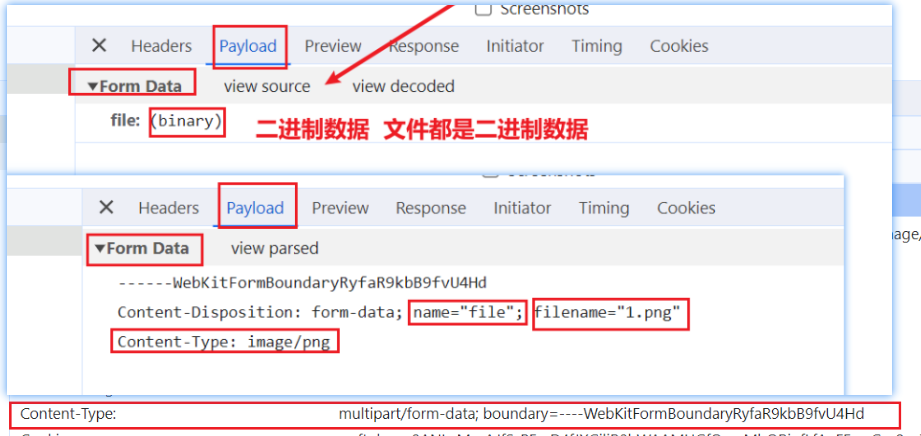 Screenshots
Headers Payload Preview Response Initiator Timing Cookies
▼Form Data view source view decoded
file: (binary) 二进制数据 文件都是二进制数据
Headers Payload Preview Response Initiator Timing Cookies
▼Form Data view parsed
------WebKitFormBoundaryRyfaR9kbB9fvU4Hd
Content-Disposition: form-data; name="file"; filename="1.png"
Content-Type: image/png
Content-Type: multipart/form-data; boundary=----WebKitFormBoundaryRyfaR9kbB9fvU4Hd